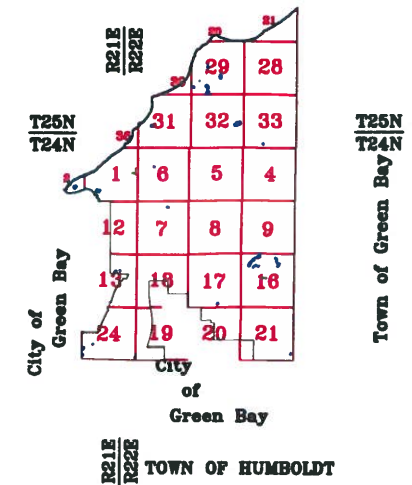 21
20
R21E
R22E
29 28
29
T25N
T24N
31 32 33
36
T25N
T24N
1 6 5 4
2
12 7 8 9
13 18 17 16
24 19 20 21
City of
Green Bay
Town of Green Bay
City
of
Green Bay
R21E
R22E
TOWN OF HUMBOLDT